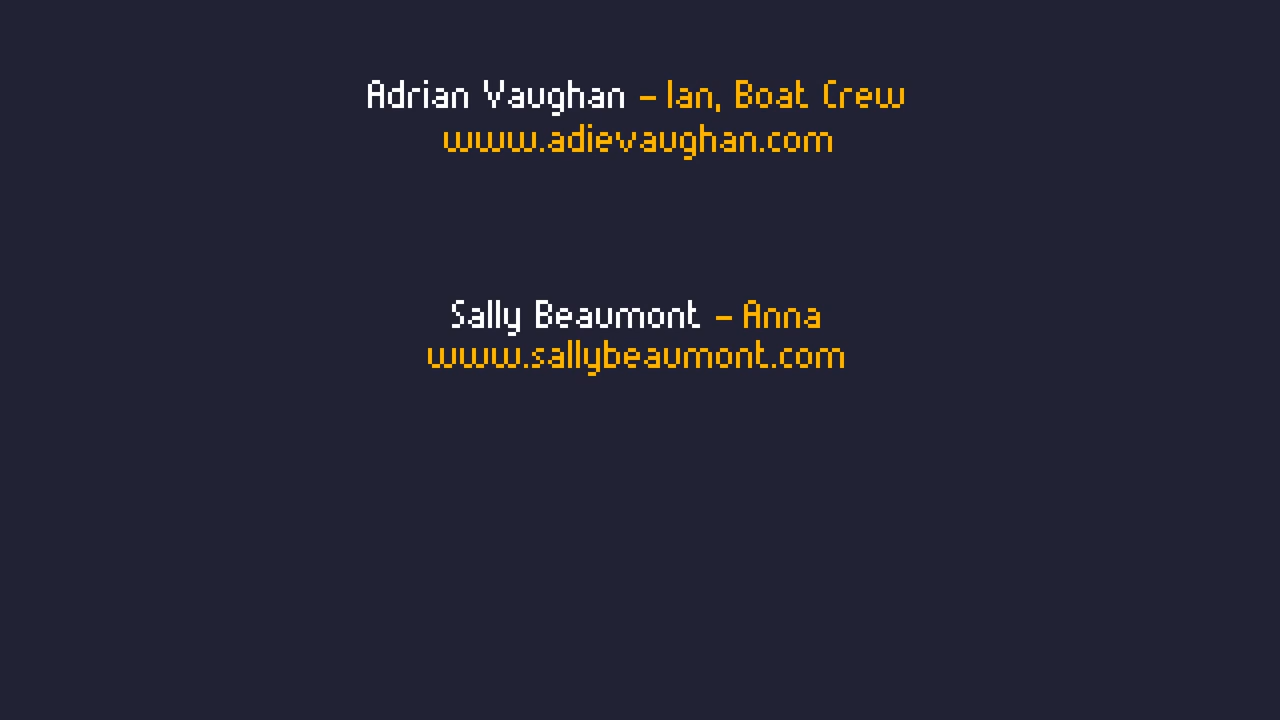 Adrian Vaughan – Ian, Boat Crew
www.adievaughan.com
Sally Beaumont – Anna
www.sallybeaumont.com